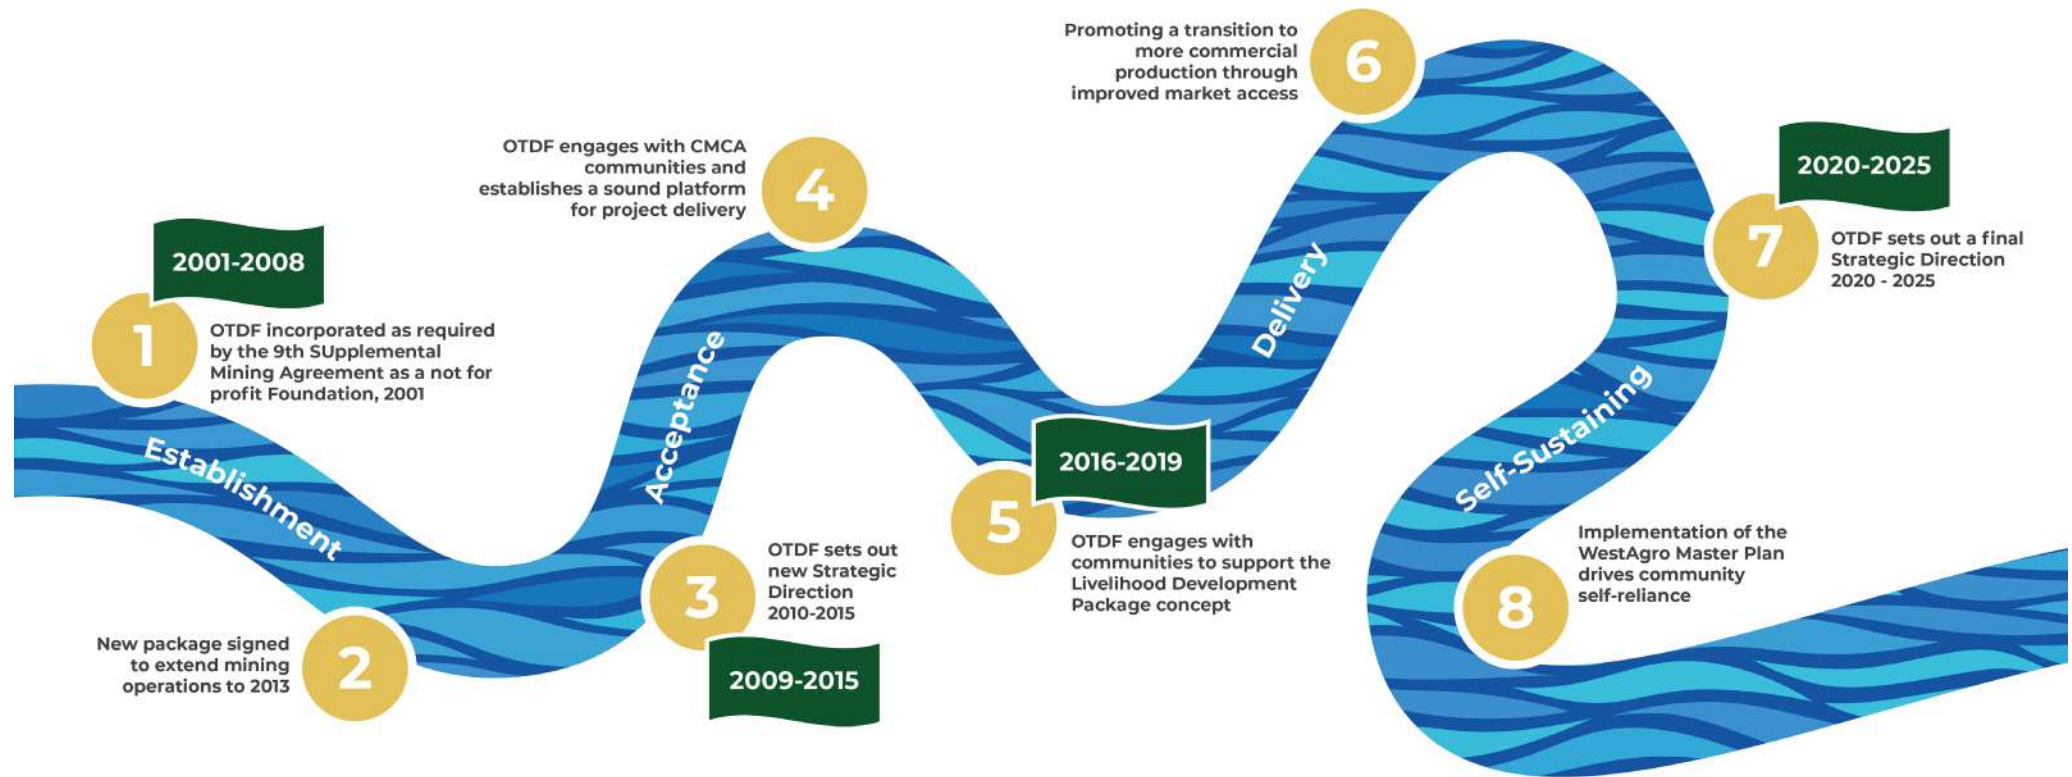 2001-2008
1
OTDF incorporated as required
by the 9th SUpplemental
Mining Agreement as a not for
profit Foundation, 2001
Establishment
New package signed
to extend mining
operations to 2013
2
Acceptance
3
OTDF sets out
new Strategic
Direction
2010-2015
2009-2015
OTDF engages with CMCA
communities and
establishes a sound platform
for project delivery
4
2016-2019
5
OTDF engages with
communities to support the
Livelihood Development
Package concept
Delivery
Promoting a transition to
more commercial
production through
improved market access
6
2020-2025
7
OTDF sets out a final
Strategic Direction
2020 - 2025
Self-Sustaining
8
Implementation of the
WestAgro Master Plan
drives community
self-reliance